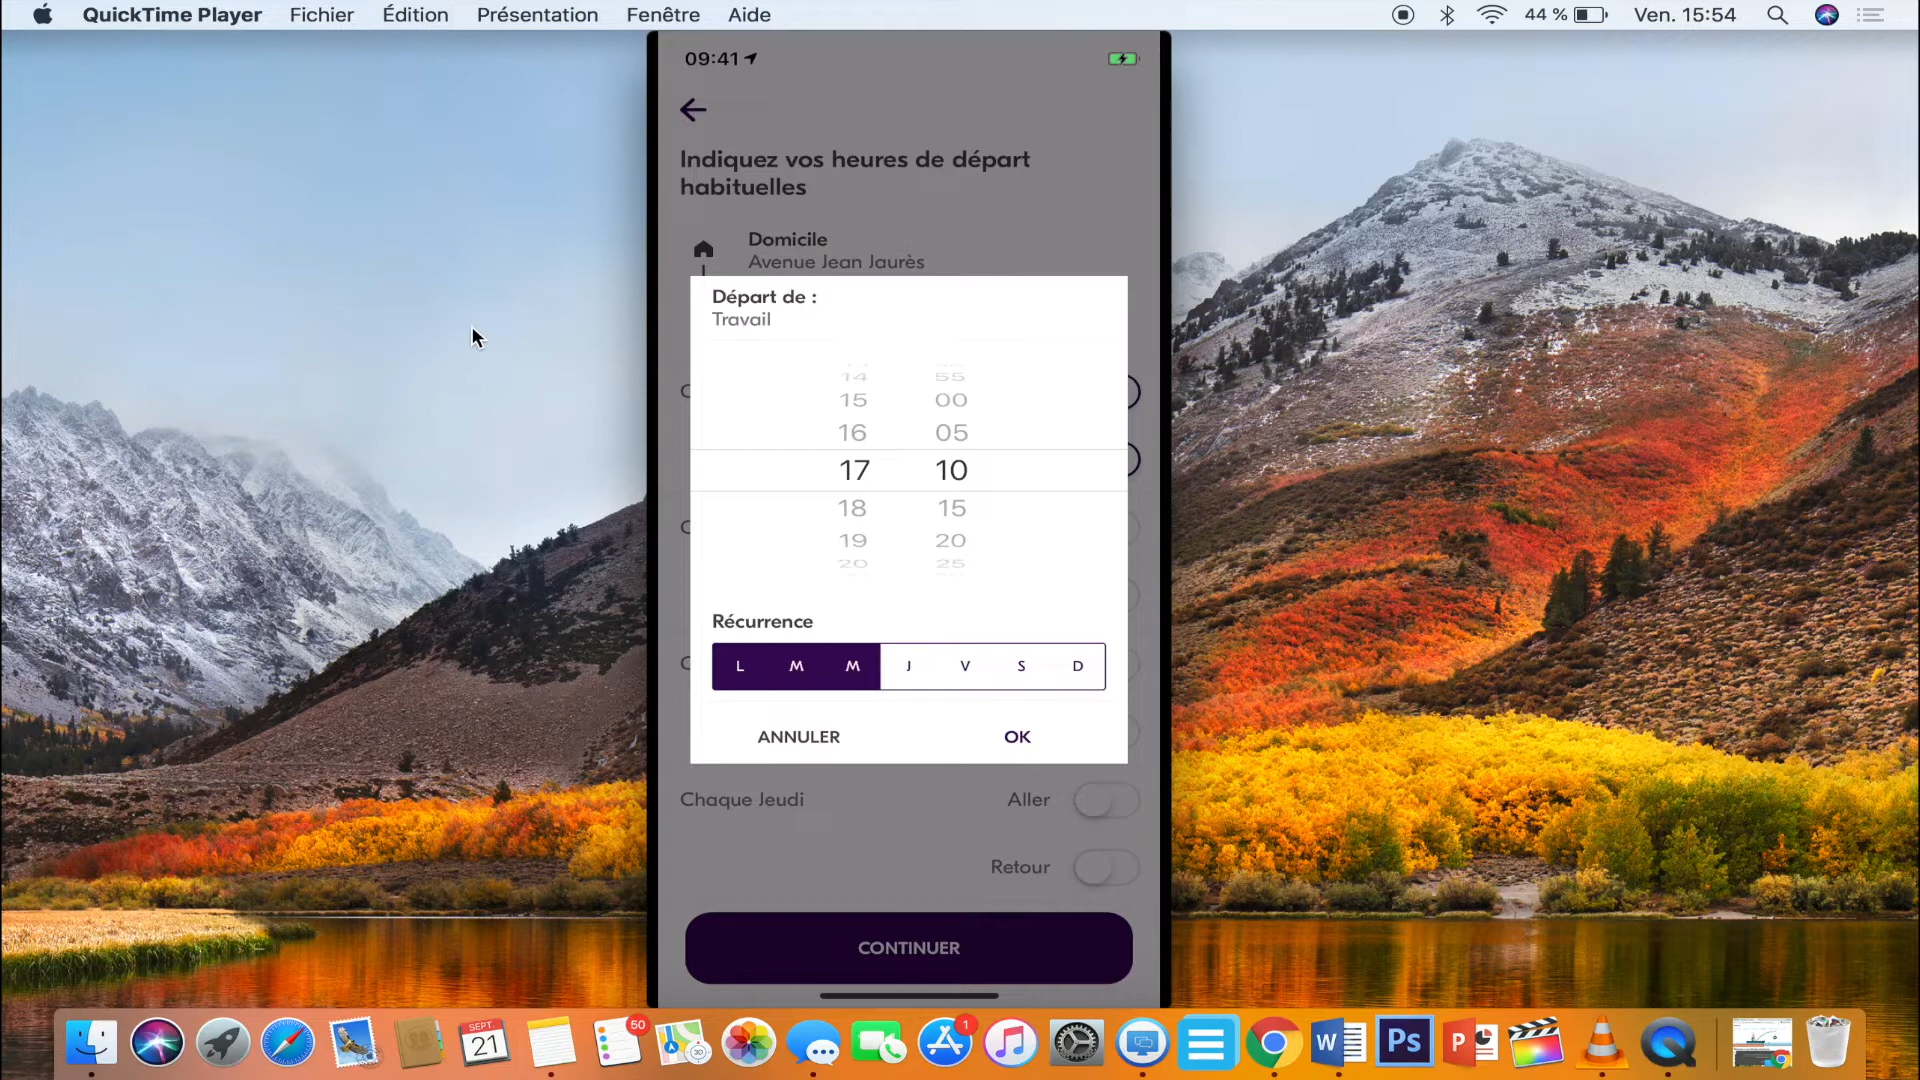 QuickTime Player Fichier Édition Présentation Fenêtre Aide 44 % Ven. 15:54
09:41
Indiquez vos heures de départ
habituelles
Domicile
Avenue Jean Jaurès
Départ de :
Travail
14 55
15 00
16 05
17 10
18 15
19 20
20 25
Récurrence
L M M J V S D
ANNULER OK
Chaque Jeudi Aller
Retour
CONTINUER
SEPT.
21
50
30
1
W
Ps
P